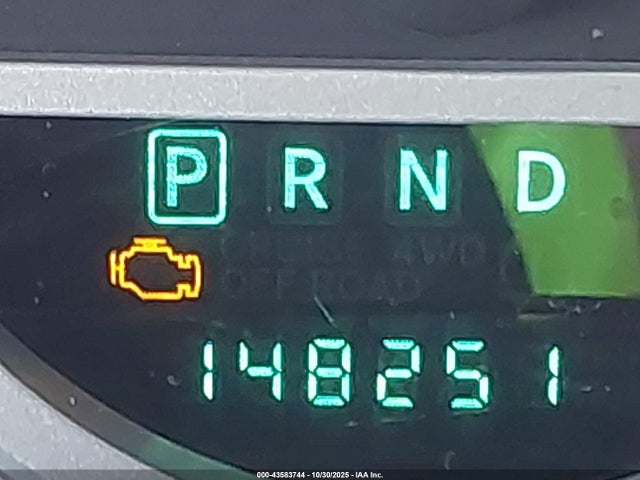 P R N D
CRUISE 4WD
OFF ROAD
148251
000-43583744 - 10/30/2025 - IAA Inc.